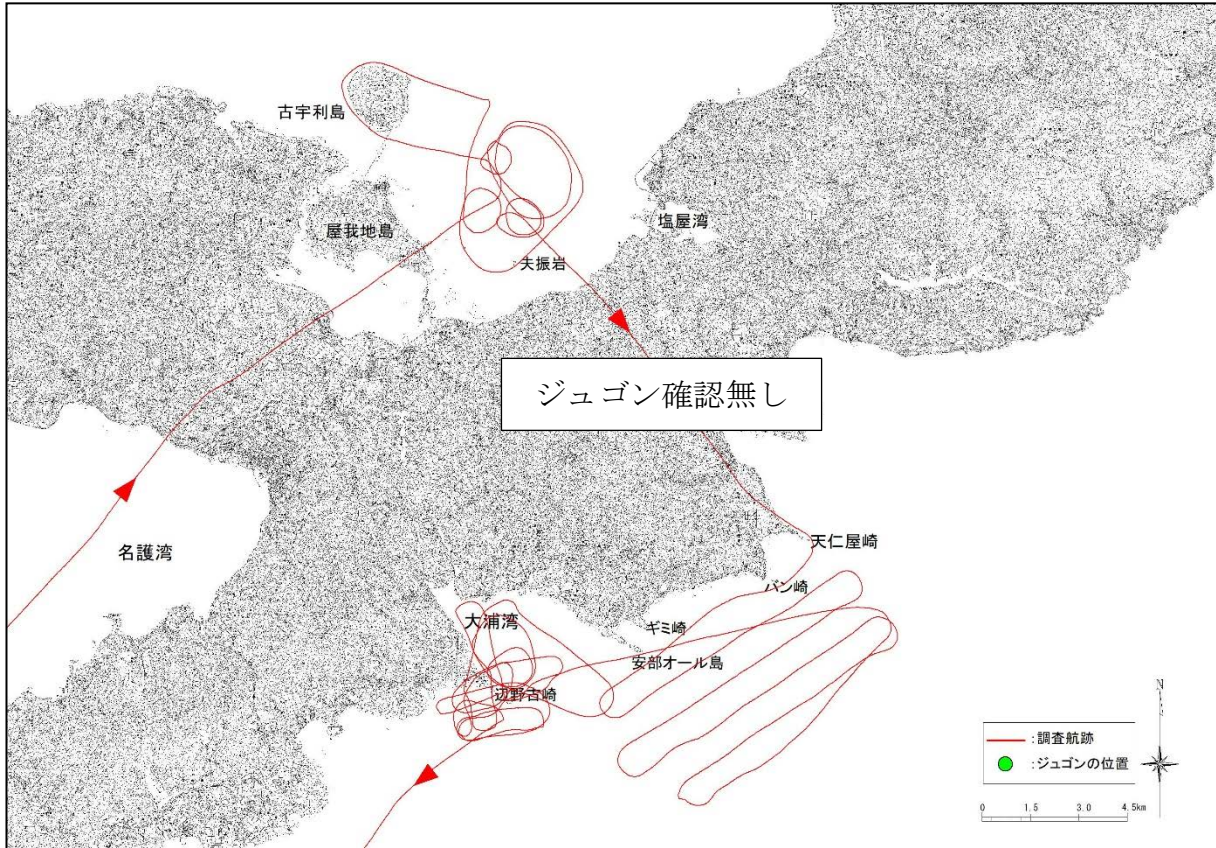 古宇利島
屋我地島
塩屋湾
夫振岩
ジュゴン確認無し
名護湾
天仁屋崎
バン崎
大浦湾
ギミ崎
安部オール島
辺野古崎
N
:調査航跡
:ジュゴンの位置
0 1.5 3.0 4.5km